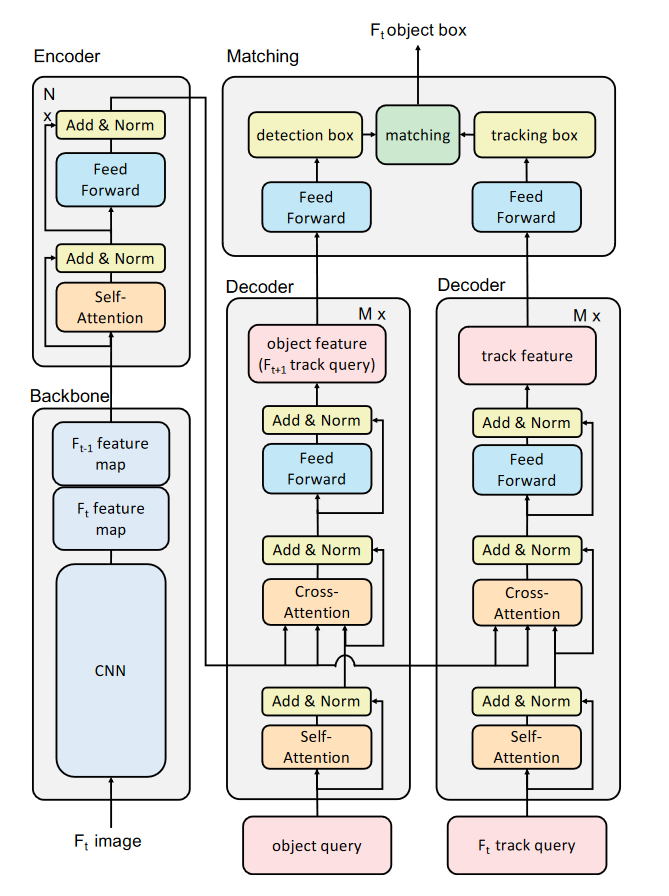 F_t object box
Encoder
Matching
N
x
Add & Norm
Feed
Forward
Add & Norm
Self-
Attention
detection box
matching
tracking box
Feed
Forward
Feed
Forward
Backbone
F_t-1 feature
map
F_t feature
map
CNN
F_t image
Decoder
M x
object feature
(F_t+1 track query)
Add & Norm
Feed
Forward
Add & Norm
Cross-
Attention
Add & Norm
Self-
Attention
object query
Decoder
M x
track feature
Add & Norm
Feed
Forward
Add & Norm
Cross-
Attention
Add & Norm
Self-
Attention
F_t track query